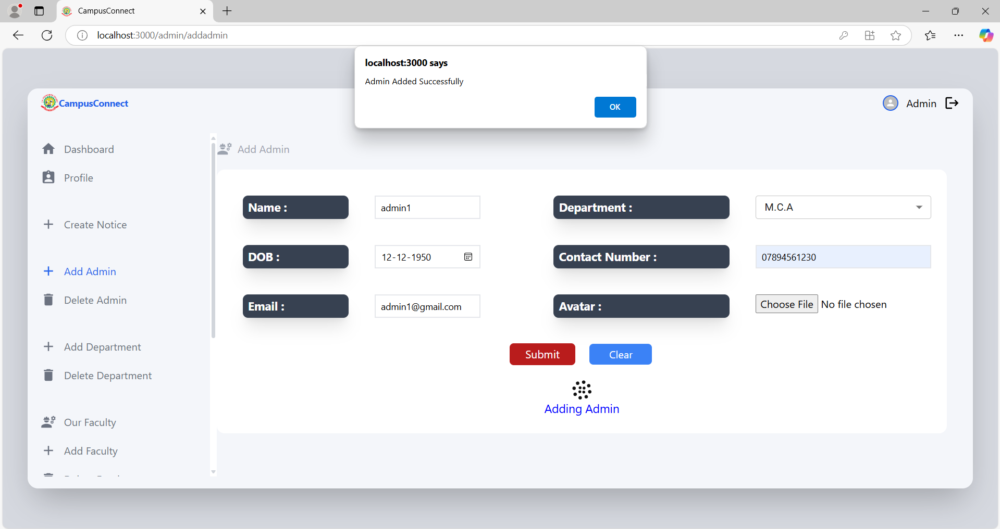 CampusConnect
localhost:3000/admin/addadmin
localhost:3000 says
Admin Added Successfully
OK
CampusConnect
Admin
Dashboard
Profile
Create Notice
Add Admin
Delete Admin
Add Department
Delete Department
Our Faculty
Add Faculty
Add Admin
Name :
admin1
Department :
M.C.A
DOB :
12-12-1950
Contact Number :
07894561230
Email :
admin1@gmail.com
Avatar :
Choose File No file chosen
Submit
Clear
Adding Admin